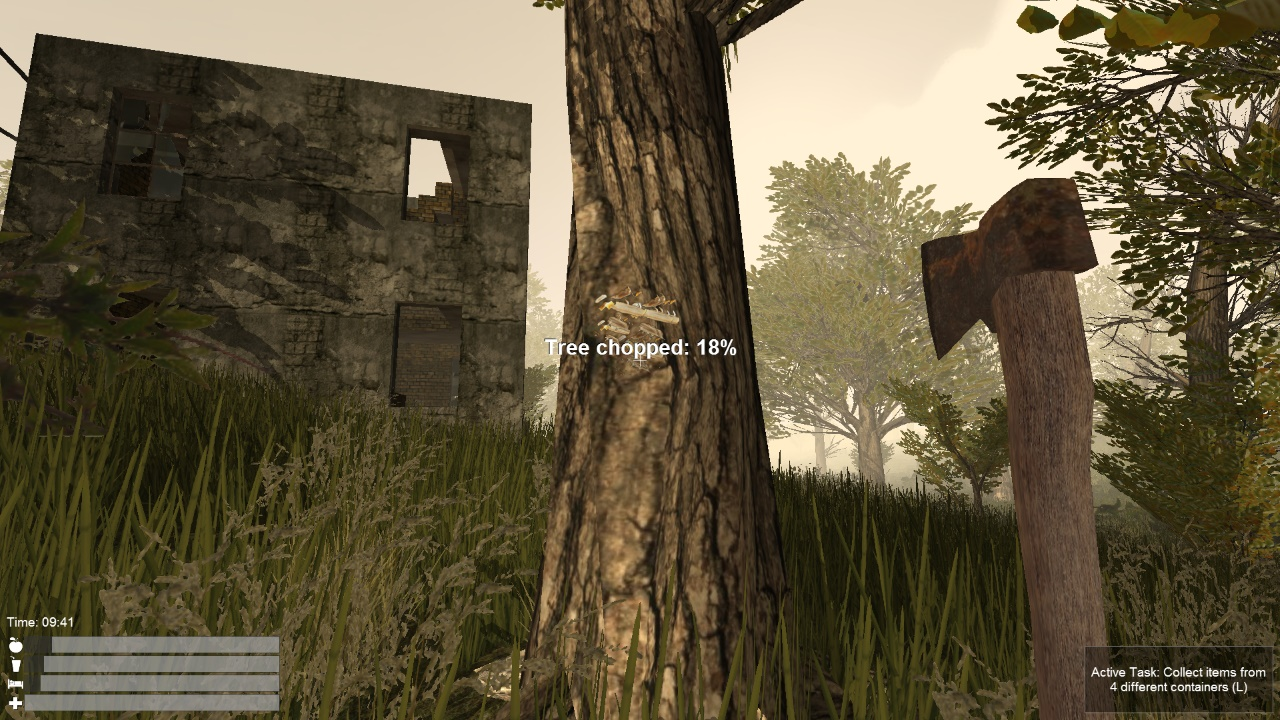 Tree chopped: 18%
Time: 09:41
Active Task: Collect items from
4 different containers (L)